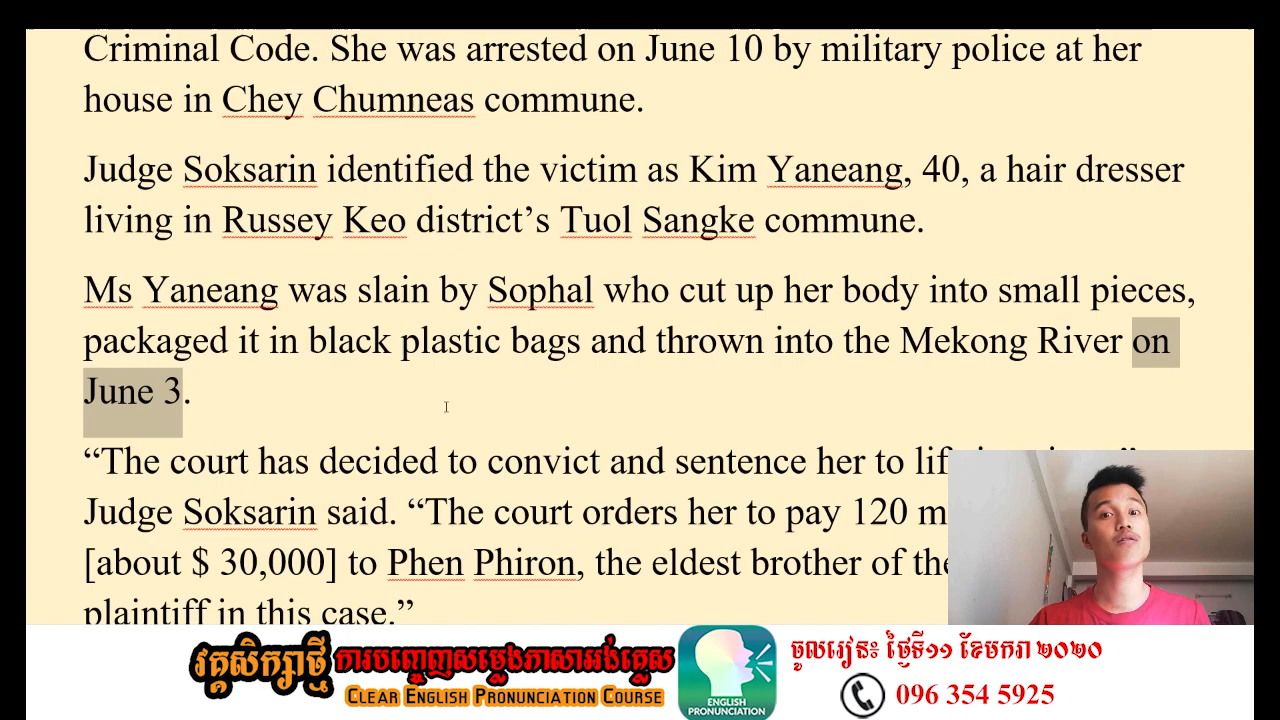 Criminal Code. She was arrested on June 10 by military police at her
house in Chey Chumneas commune.
Judge Soksarin identified the victim as Kim Yaneang, 40, a hair dresser
living in Russey Keo district’s Tuol Sangke commune.
Ms Yaneang was slain by Sophal who cut up her body into small pieces,
packaged it in black plastic bags and thrown into the Mekong River on
June 3.
“The court has decided to convict and sentence her to
Judge Soksarin said. “The court orders her to pay 120
[about $ 30,000] to Phen Phiron, the eldest brother of
plaintiff in this case.”
វគ្គសិក្សាថ្មី ការបញ្ចេញសម្លេងភាសាអង់គ្លេស
CLEAR ENGLISH PRONUNCIATION COURSE
ENGLISH
PRONUNCIATION
ចូលរៀន៖ ថ្ងៃទី១១ ខែមករា ២០២០
096 354 5925